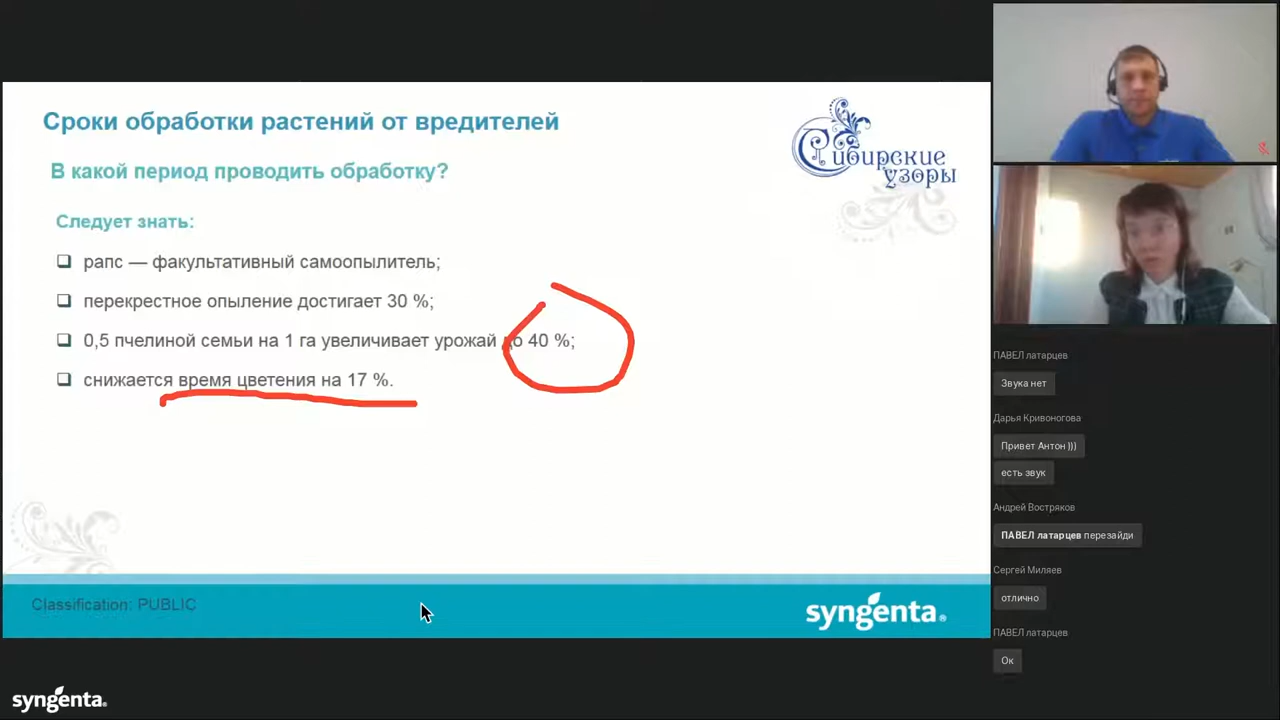 Сроки обработки растений от вредителей
Сибирские
узоры
В какой период проводить обработку?
Следует знать:
рапс — факультативный самоопылитель;
перекрестное опыление достигает 30 %;
0,5 пчелиной семьи на 1 га увеличивает урожай до 40 %;
снижается время цветения на 17 %.
Classification: PUBLIC
syngenta®
syngenta®
ПАВЕЛ латарцев
Звука нет
Дарья Кривоногова
Привет Антон )))
есть звук
Андрей Востряков
ПАВЕЛ латарцев перезайди
Сергей Миляев
отлично
ПАВЕЛ латарцев
Ок